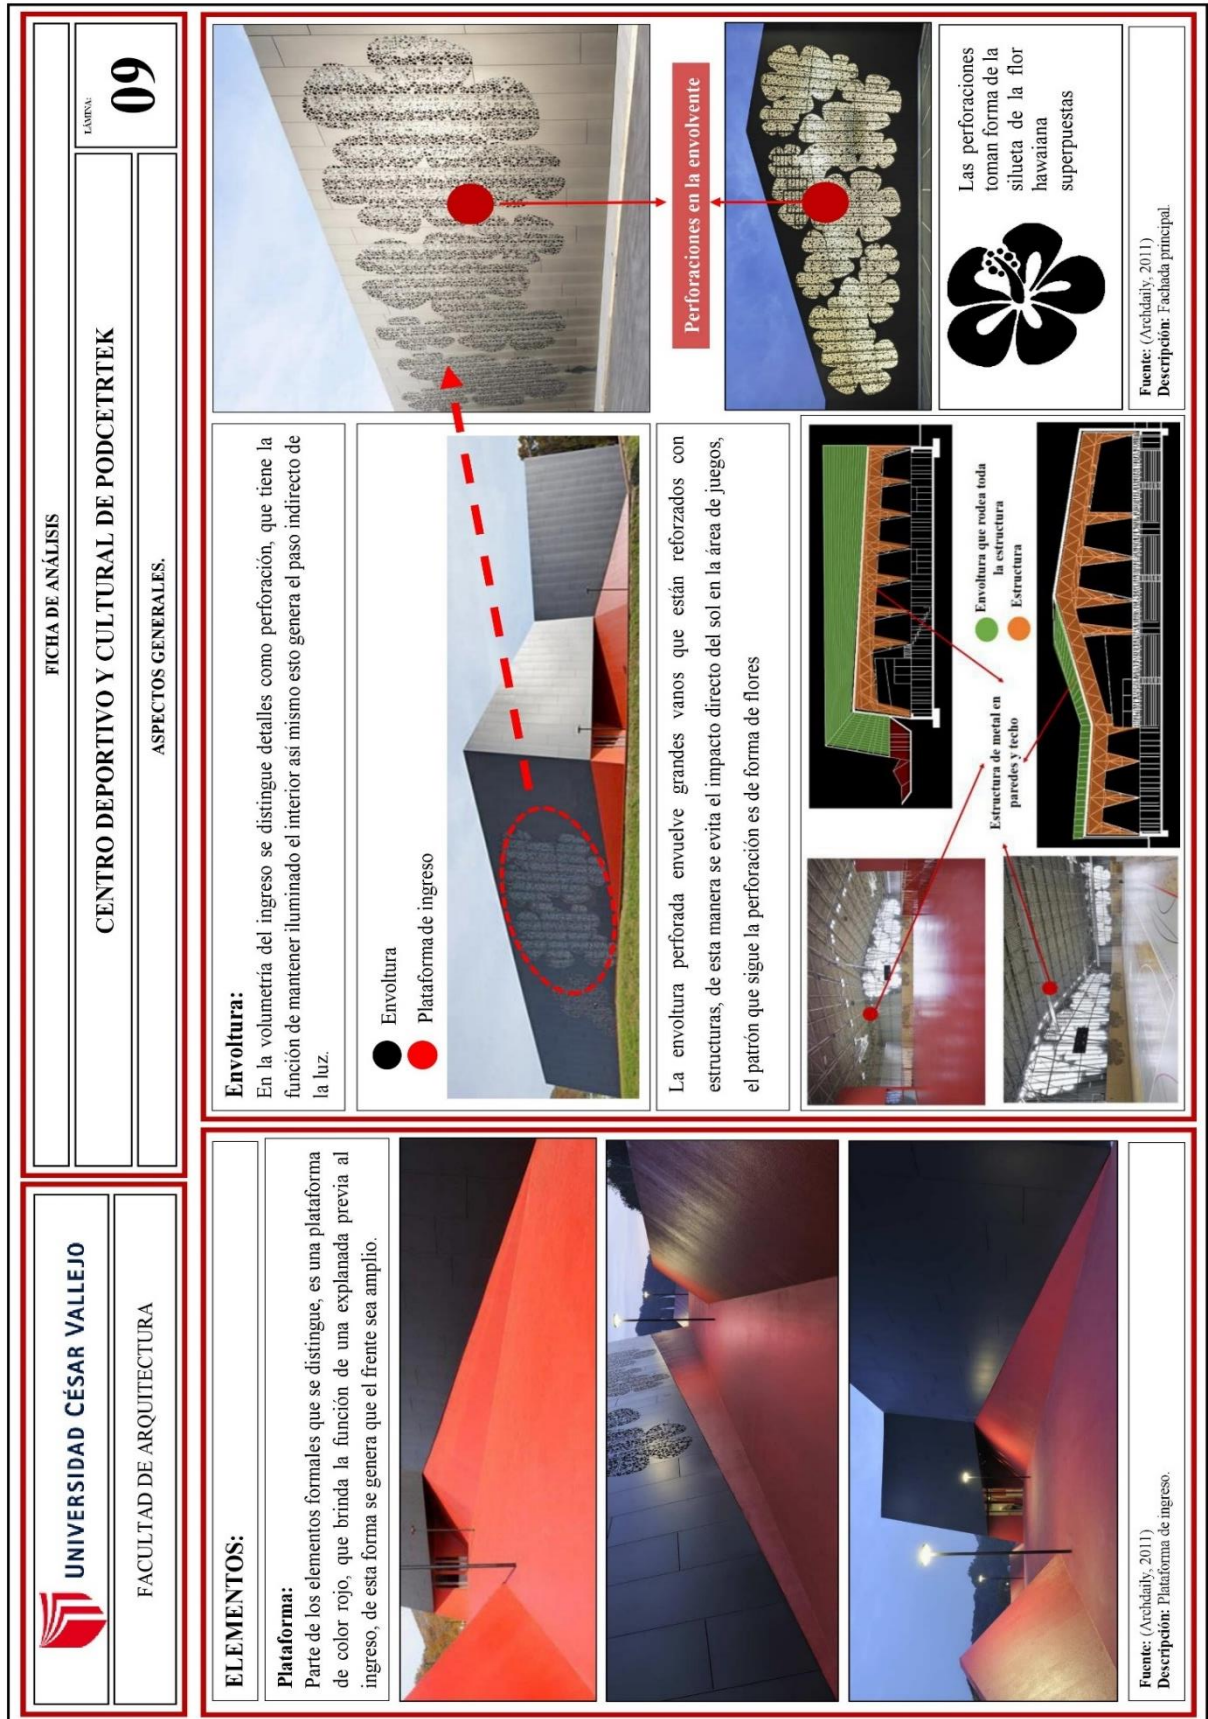 UNIVERSIDAD CÉSAR VALLEJO
FACULTAD DE ARQUITECTURA
FICHA DE ANÁLISIS
CENTRO DEPORTIVO Y CULTURAL DE PODCETRTEK
ASPECTOS GENERALES.
LÁMINA:
09
ELEMENTOS:
Plataforma:
Parte de los elementos formales que se distingue, es una plataforma
de color rojo, que brinda la función de una explanada previa al
ingreso, de esta forma se genera que el frente sea amplio.
Fuente: (Archdaily, 2011)
Descripción: Plataforma de ingreso.
Envoltura:
En la volumetría del ingreso se distingue detalles como perforación, que tiene la
función de mantener iluminado el interior así mismo esto genera el paso indirecto de
la luz.
Envoltura
Plataforma de ingreso
La envoltura perforada envuelve grandes vanos que están reforzados con
estructuras, de esta manera se evita el impacto directo del sol en la área de juegos,
el patrón que sigue la perforación es de forma de flores
Estructura de metal en
paredes y techo
Envoltura que rodea toda
la estructura
Estructura
Perforaciones en la envolvente
Las perforaciones
toman forma de la
silueta de la flor
hawaiana
superpuestas
Fuente: (Archdaily, 2011)
Descripción: Fachada principal.